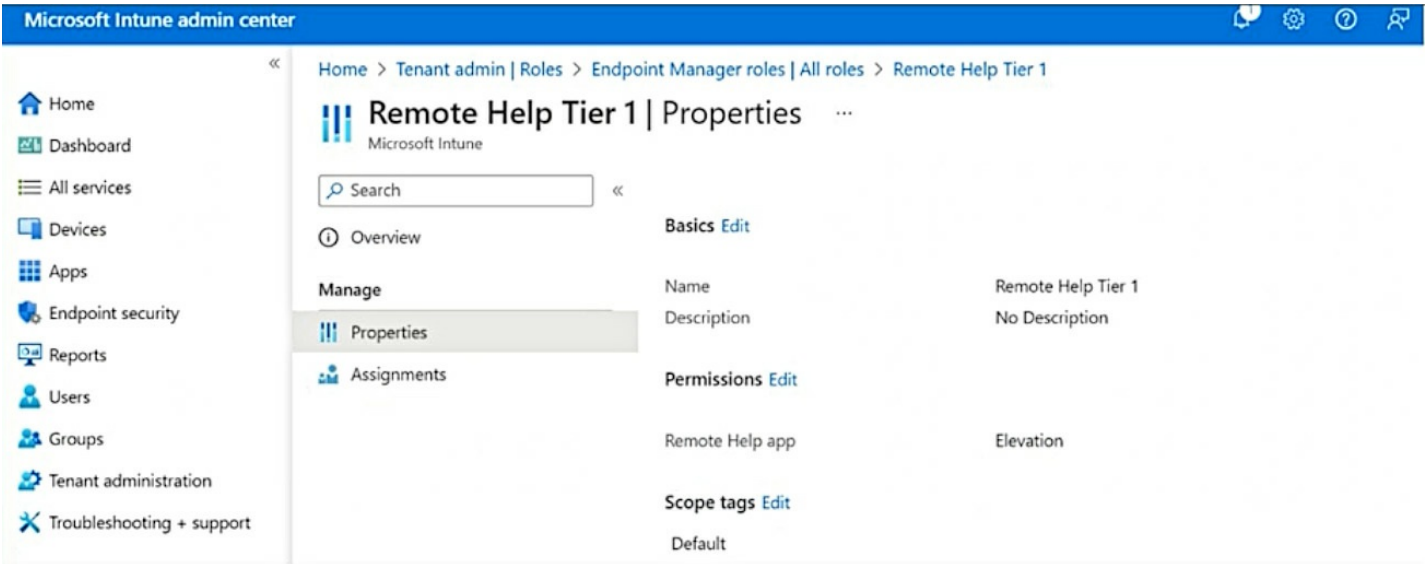 Microsoft Intune admin center
1
«
Home
Dashboard
All services
Devices
Apps
Endpoint security
Reports
Users
Groups
Tenant administration
Troubleshooting + support
Home > Tenant admin | Roles > Endpoint Manager roles | All roles > Remote Help Tier 1
Remote Help Tier 1 | Properties ...
Microsoft Intune
Search «
Overview
Manage
Properties
Assignments
Basics Edit
Name Remote Help Tier 1
Description No Description
Permissions Edit
Remote Help app Elevation
Scope tags Edit
Default